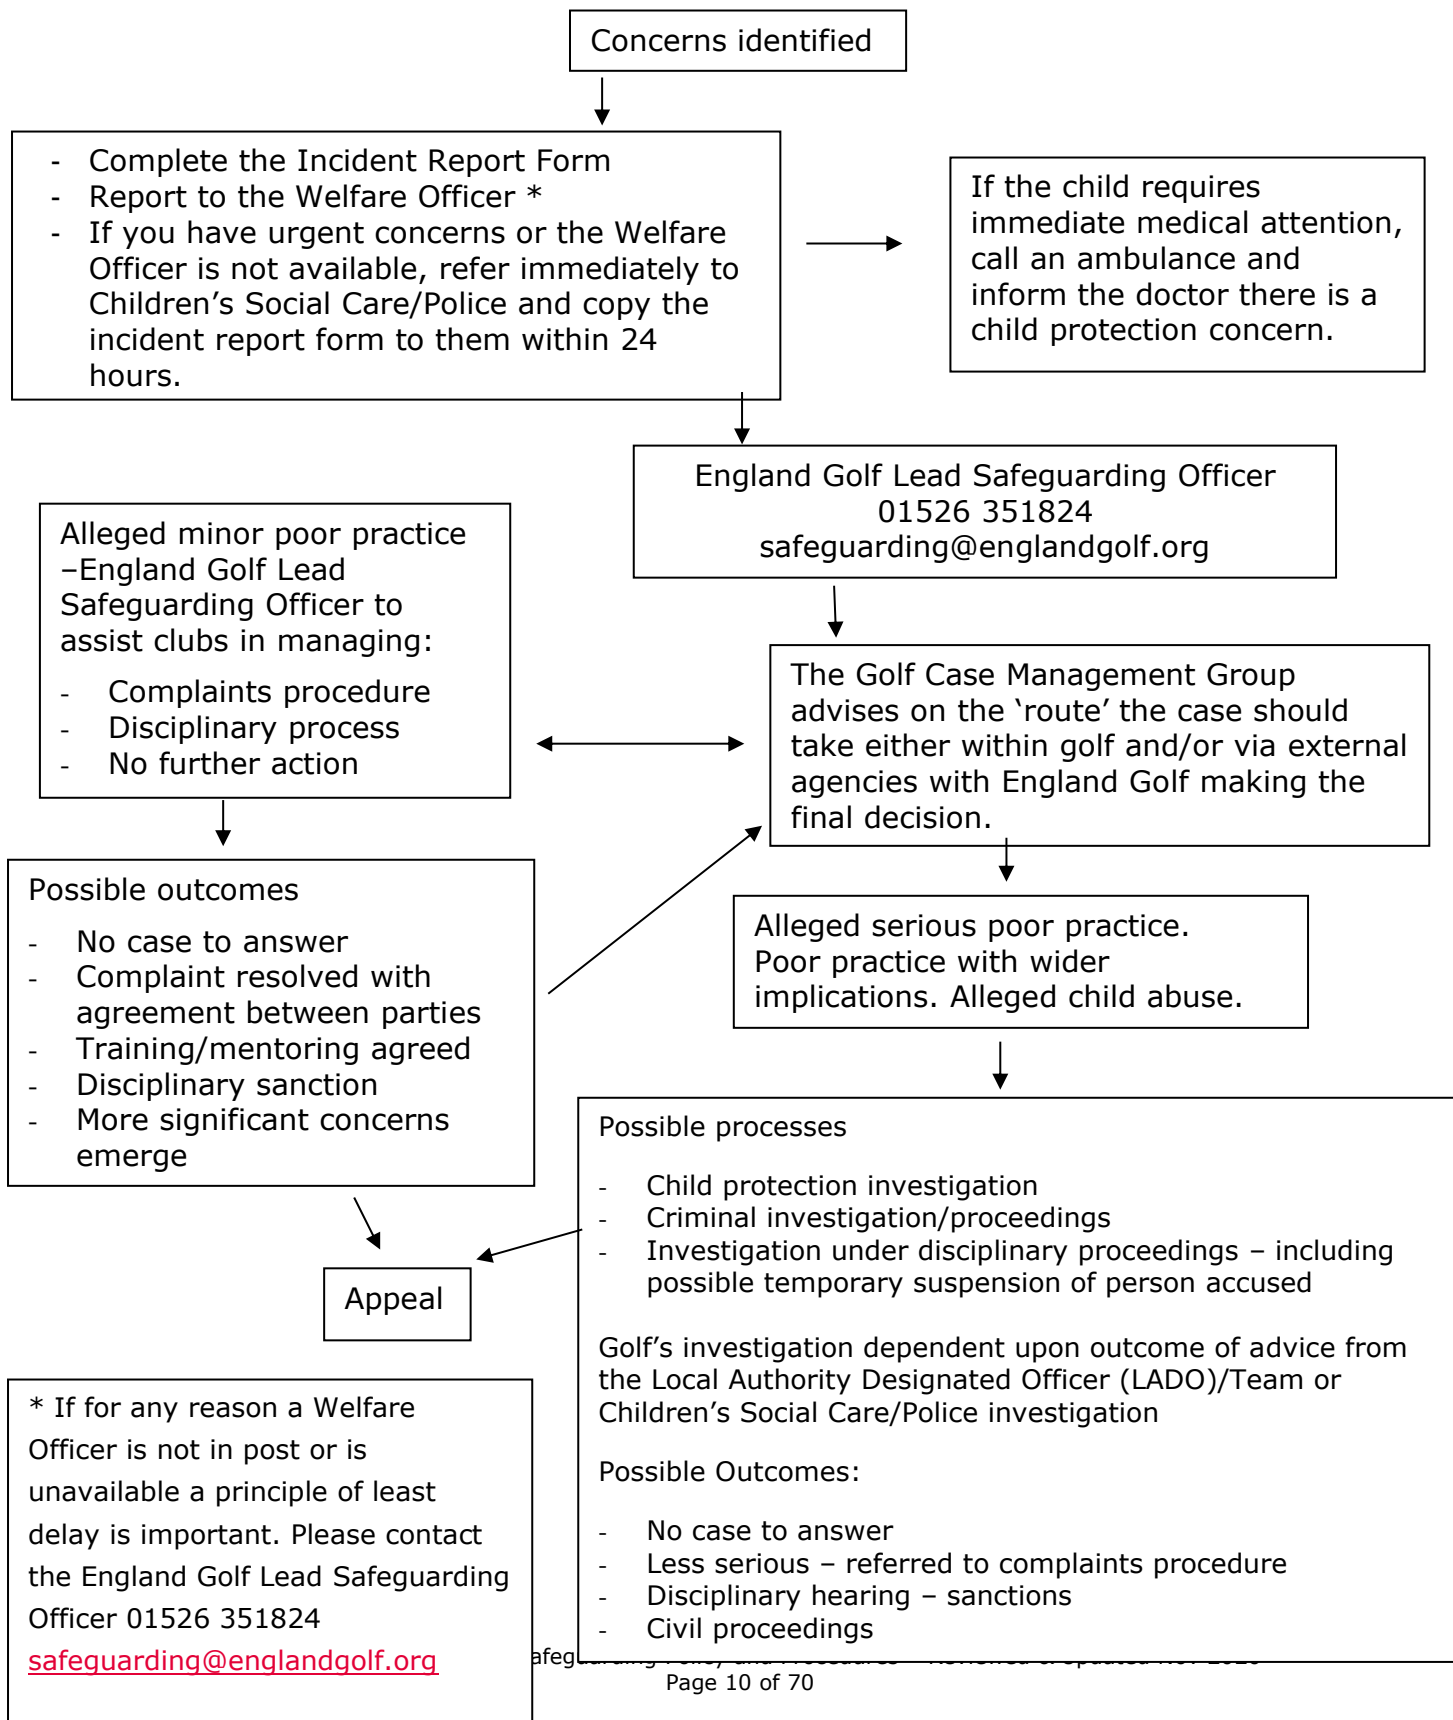 Concerns identified
- Complete the Incident Report Form
- Report to the Welfare Officer *
- If you have urgent concerns or the Welfare
Officer is not available, refer immediately to
Children’s Social Care/Police and copy the
incident report form to them within 24
hours.
If the child requires
immediate medical attention,
call an ambulance and
inform the doctor there is a
child protection concern.
England Golf Lead Safeguarding Officer
01526 351824
safeguarding@englandgolf.org
Alleged minor poor practice
–England Golf Lead
Safeguarding Officer to
assist clubs in managing:
- Complaints procedure
- Disciplinary process
- No further action
The Golf Case Management Group
advises on the ‘route’ the case should
take either within golf and/or via external
agencies with England Golf making the
final decision.
Possible outcomes
- No case to answer
- Complaint resolved with
agreement between parties
- Training/mentoring agreed
- Disciplinary sanction
- More significant concerns
emerge
Alleged serious poor practice.
Poor practice with wider
implications. Alleged child abuse.
Possible processes
- Child protection investigation
- Criminal investigation/proceedings
- Investigation under disciplinary proceedings – including
possible temporary suspension of person accused
Golf’s investigation dependent upon outcome of advice from
the Local Authority Designated Officer (LADO)/Team or
Children’s Social Care/Police investigation
Possible Outcomes:
- No case to answer
- Less serious – referred to complaints procedure
- Disciplinary hearing – sanctions
- Civil proceedings
Appeal
* If for any reason a Welfare
Officer is not in post or is
unavailable a principle of least
delay is important. Please contact
the England Golf Lead Safeguarding
Officer 01526 351824
safeguarding@englandgolf.org
Page 10 of 70